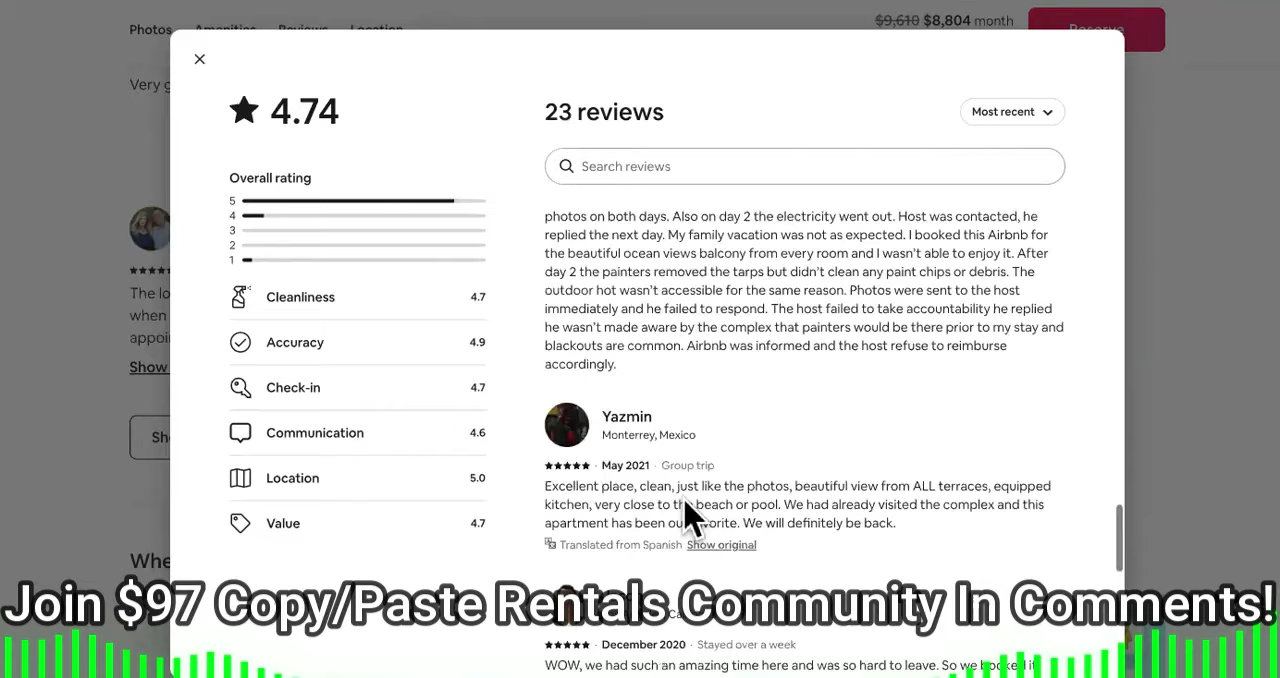 Photos Amenities Reviews Location
$9,610 $8,804 month
Reserve
Very g
4.74
23 reviews
Most recent
Search reviews
Overall rating
5
4
3
2
1
Cleanliness 4.7
Accuracy 4.9
Check-in 4.7
Communication 4.6
Location 5.0
Value 4.7
The lo
when
appoi
Show
Sh
Whe
photos on both days. Also on day 2 the electricity went out. Host was contacted, he
replied the next day. My family vacation was not as expected. I booked this Airbnb for
the beautiful ocean views balcony from every room and I wasn't able to enjoy it. After
day 2 the painters removed the tarps but didn't clean any paint chips or debris. The
outdoor hot wasn't accessible for the same reason. Photos were sent to the host
immediately and he failed to respond. The host failed to take accountability he replied
he wasn't made aware by the complex that painters would be there prior to my stay and
blackouts are common. Airbnb was informed and the host refuse to reimburse
accordingly.
Yazmin
Monterrey, Mexico
★★★★★ · May 2021 · Group trip
Excellent place, clean, just like the photos, beautiful view from ALL terraces, equipped
kitchen, very close to the beach or pool. We had already visited the complex and this
apartment has been our favorite. We will definitely be back.
Translated from Spanish Show original
Join $97 Copy/Paste Rentals Community In Comments!
★★★★★ · December 2020 · Stayed over a week
WOW, we had such an amazing time here and was so hard to leave. So we booked it